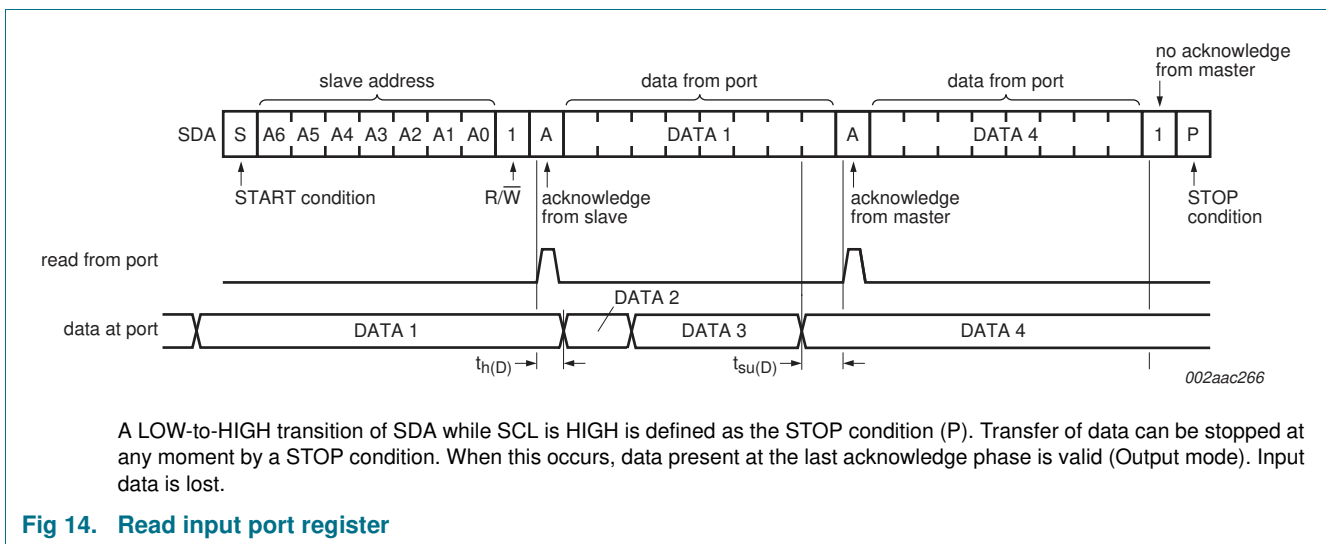 no acknowledge
from master
slave address
data from port
data from port
SDA S A6 A5 A4 A3 A2 A1 A0 1 A DATA 1 A DATA 4 1 P
START condition
R/W̅
acknowledge
from slave
acknowledge
from master
STOP
condition
read from port
DATA 2
data at port DATA 1 DATA 3 DATA 4
th(D)
tsu(D)
002aac266
A LOW-to-HIGH transition of SDA while SCL is HIGH is defined as the STOP condition (P). Transfer of data can be stopped at
any moment by a STOP condition. When this occurs, data present at the last acknowledge phase is valid (Output mode). Input
data is lost.
Fig 14. Read input port register